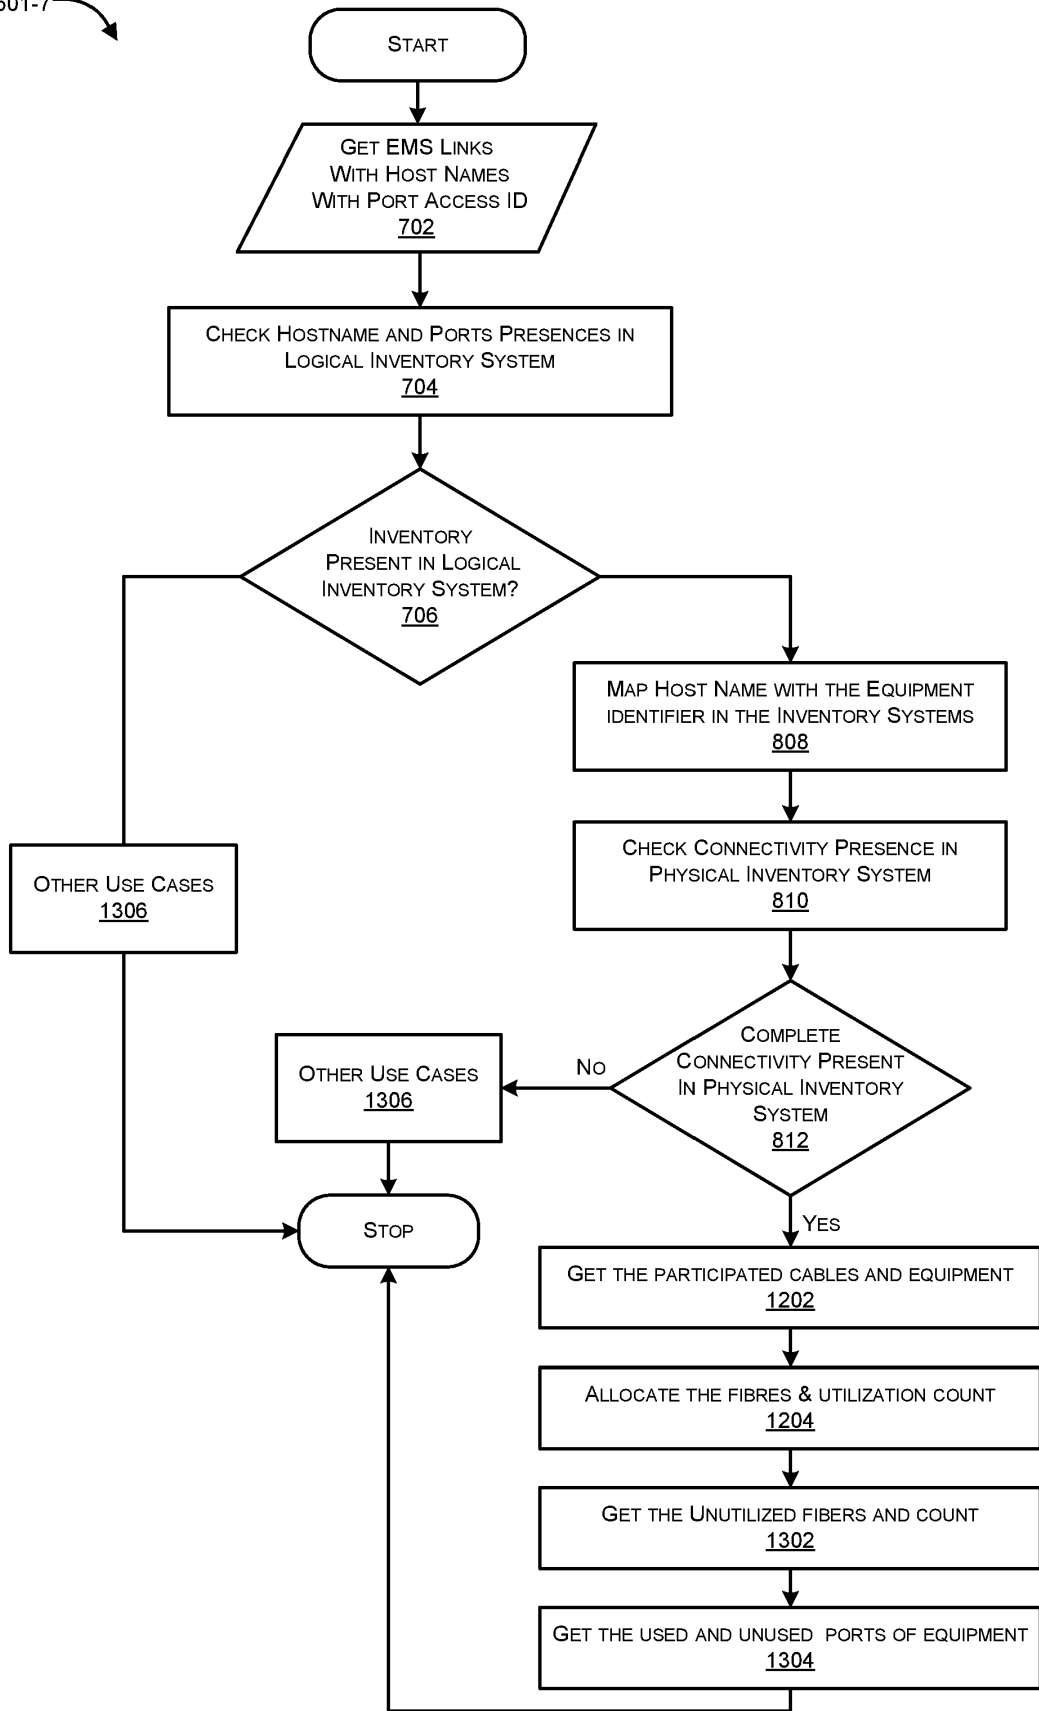 START
GET EMS LINKS
WITH HOST NAMES
WITH PORT ACCESS ID
702
CHECK HOSTNAME AND PORTS PRESENCES IN
LOGICAL INVENTORY SYSTEM
704
INVENTORY
PRESENT IN LOGICAL
INVENTORY SYSTEM?
706
MAP HOST NAME WITH THE EQUIPMENT
IDENTIFIER IN THE INVENTORY SYSTEMS
808
CHECK CONNECTIVITY PRESENCE IN
PHYSICAL INVENTORY SYSTEM
810
OTHER USE CASES
1306
COMPLETE
CONNECTIVITY PRESENT
IN PHYSICAL INVENTORY
SYSTEM
812
NO
OTHER USE CASES
1306
STOP
YES
GET THE PARTICIPATED CABLES AND EQUIPMENT
1202
ALLOCATE THE FIBRES & UTILIZATION COUNT
1204
GET THE UNUTILIZED FIBERS AND COUNT
1302
GET THE USED AND UNUSED PORTS OF EQUIPMENT
1304